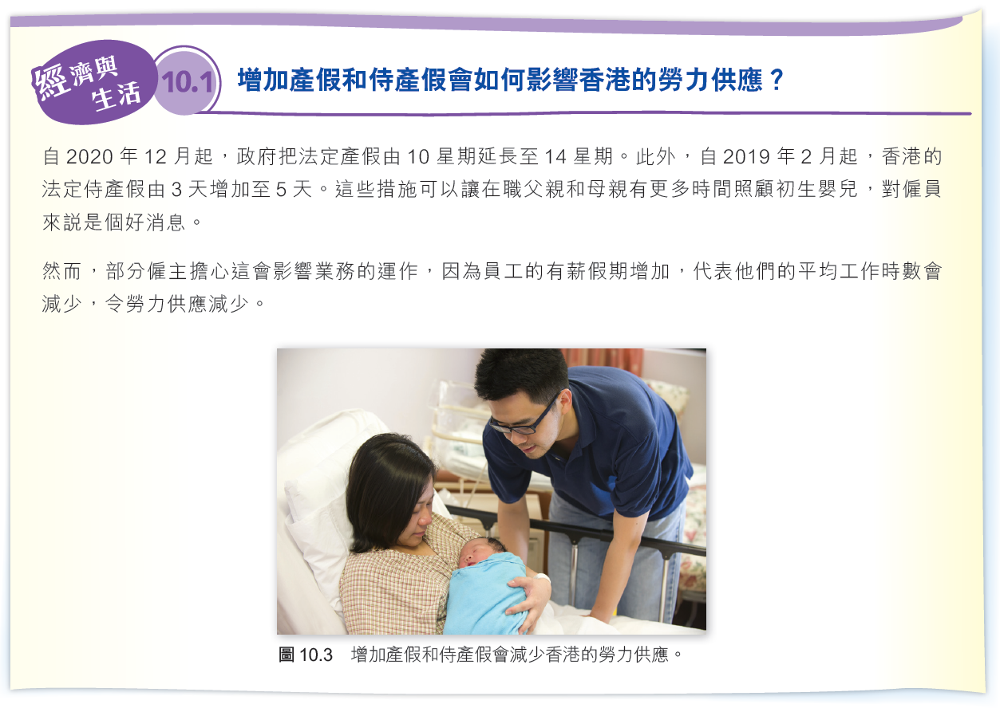 經濟與
生活
10.1
增加產假和侍產假會如何影響香港的勞力供應？
自 2020 年 12 月起，政府把法定產假由 10 星期延長至 14 星期。此外，自 2019 年 2 月起，香港的
法定侍產假由 3 天增加至 5 天。這些措施可以讓在職父親和母親有更多時間照顧初生嬰兒，對僱員
來説是個好消息。
然而，部分僱主擔心這會影響業務的運作，因為員工的有薪假期增加，代表他們的平均工作時數會
減少，令勞力供應減少。
圖 10.3 增加產假和侍產假會減少香港的勞力供應。